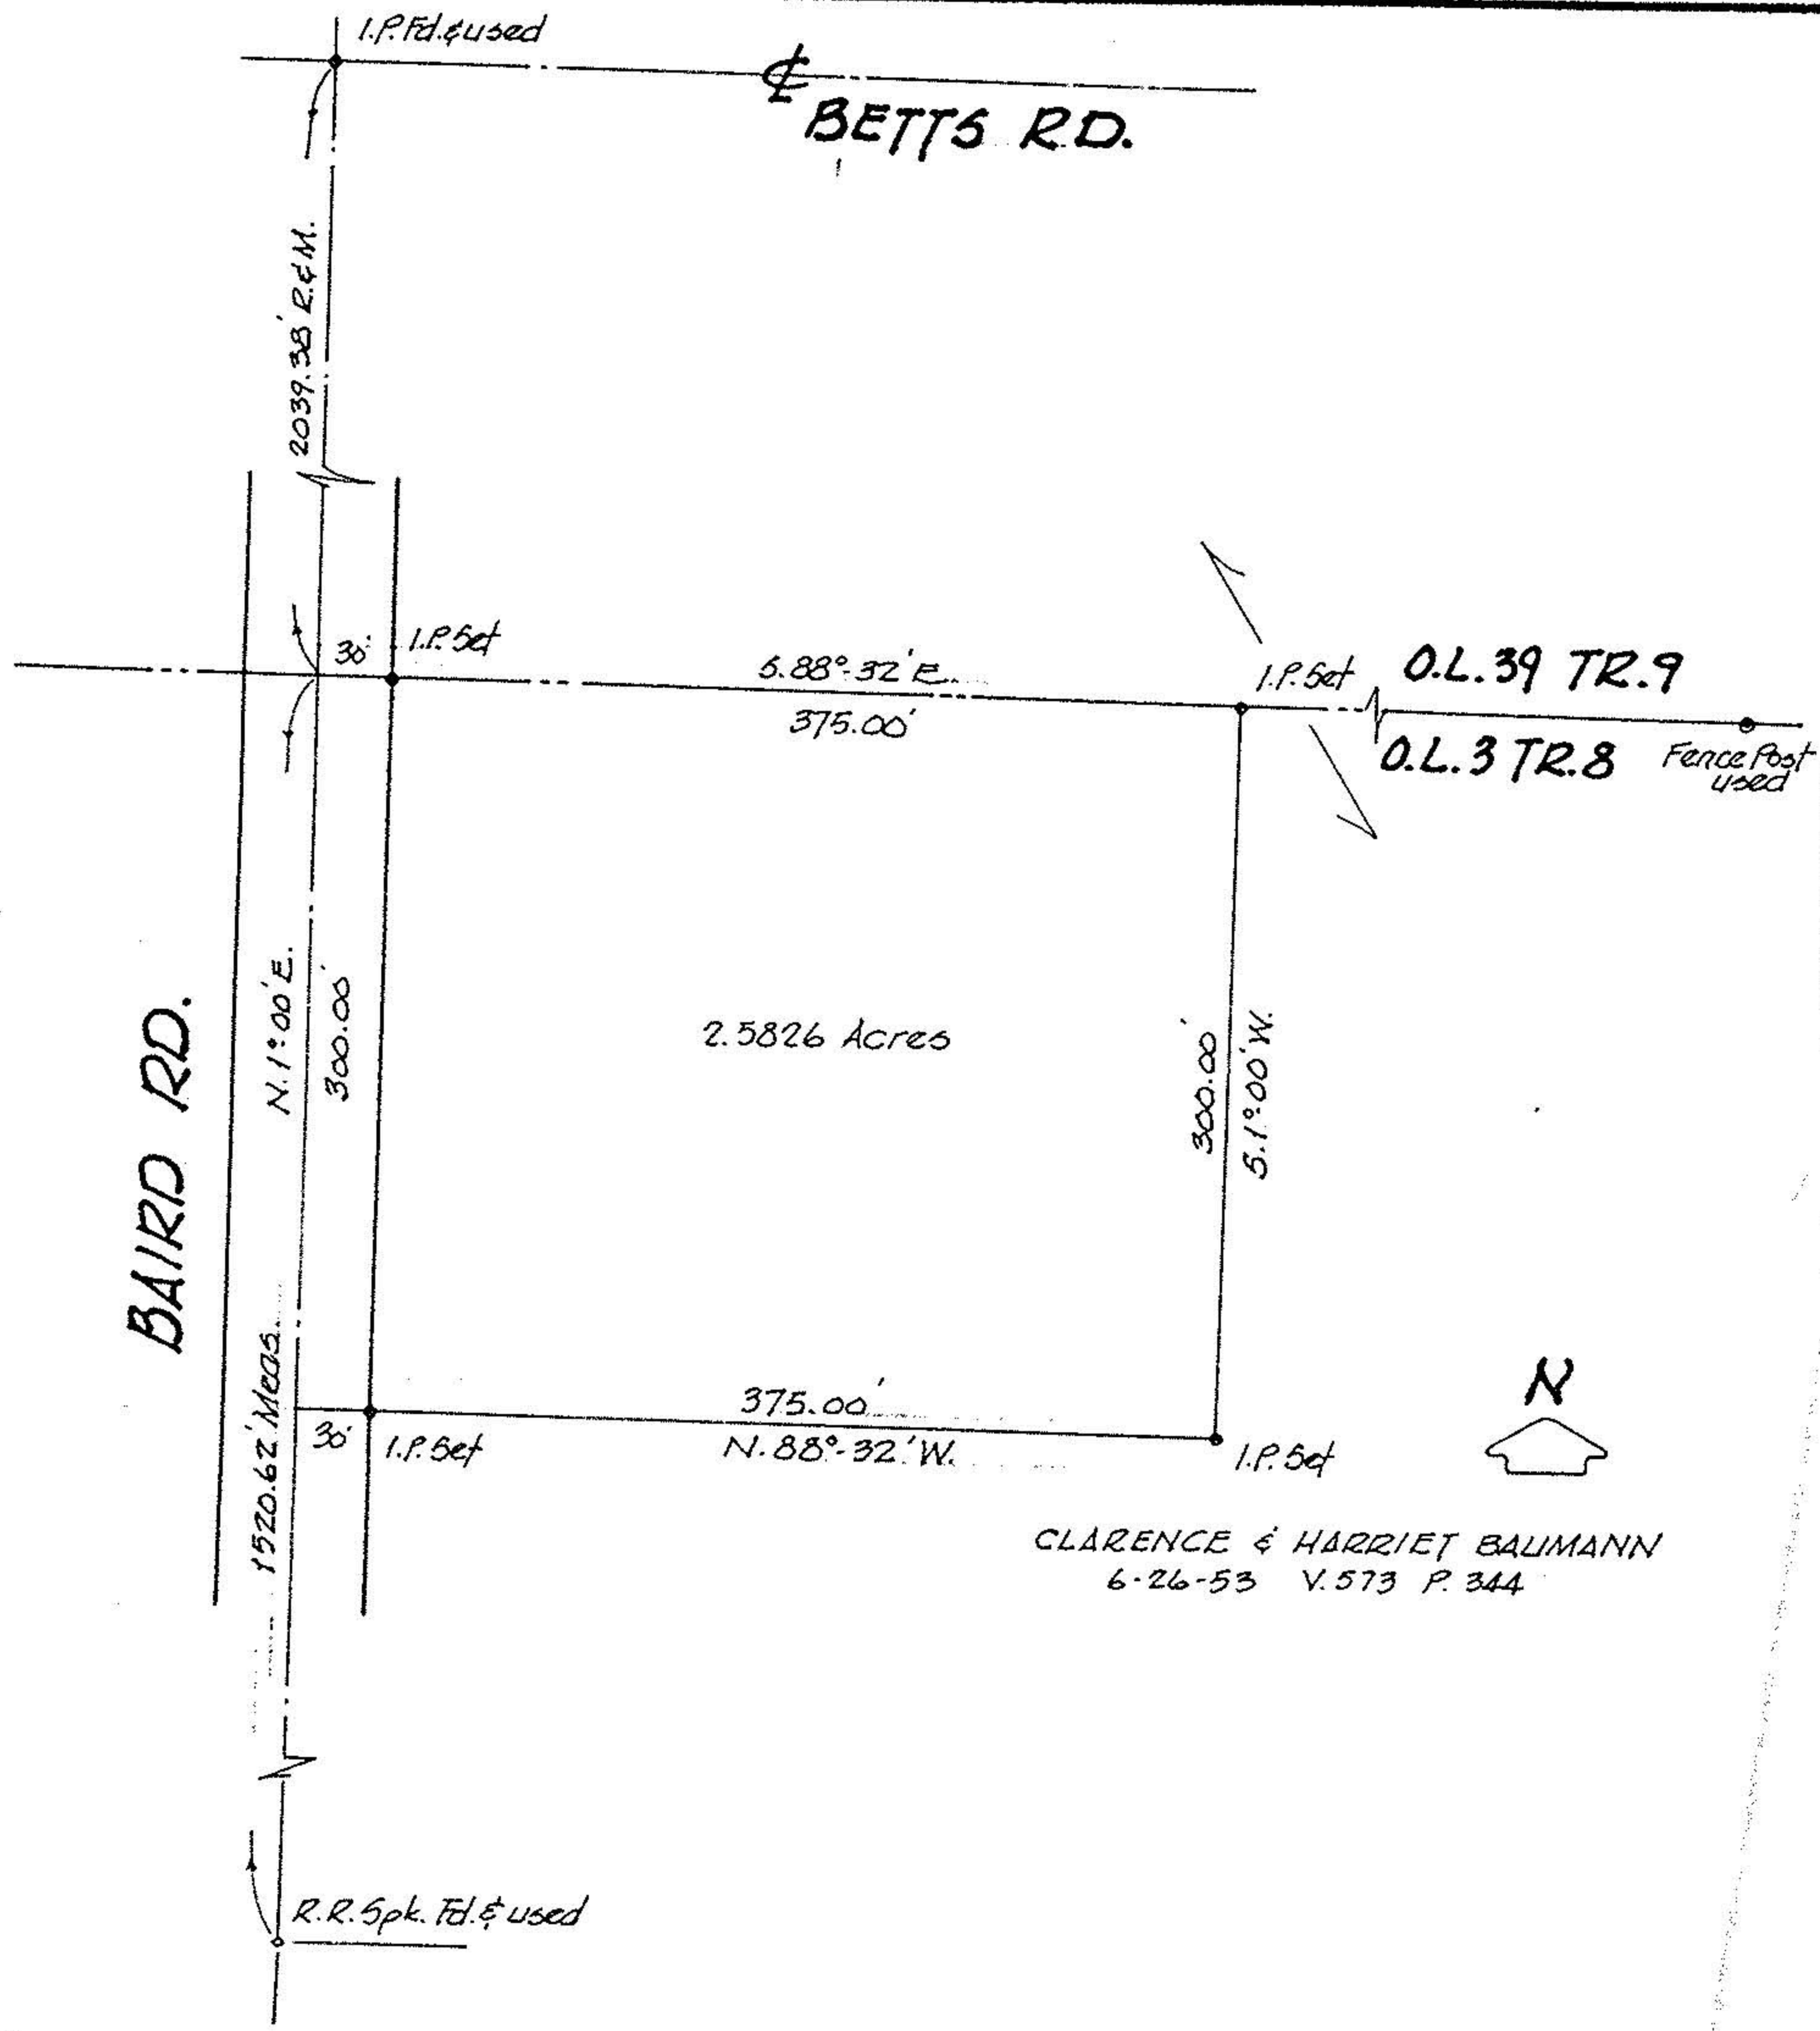 I.P. Fd. & used
℄
BETTS RD.
2039.38' R.&M.
30'
I.P. Set
S.88°-32'E.
375.00'
I.P. Set
O.L.39 TR.9
O.L.3 TR.8
Fence Post
used
BAIRD RD.
N.1°00'E.
300.00'
2.5826 Acres
300.00'
S.1°00'W.
1520.62' Meas.
30'
I.P. Set
375.00'
N.88°-32'W.
I.P. Set
N
CLARENCE & HARRIET BAUMANN
6-26-53 V.573 P.344
R.R. Spk. Fd. & used